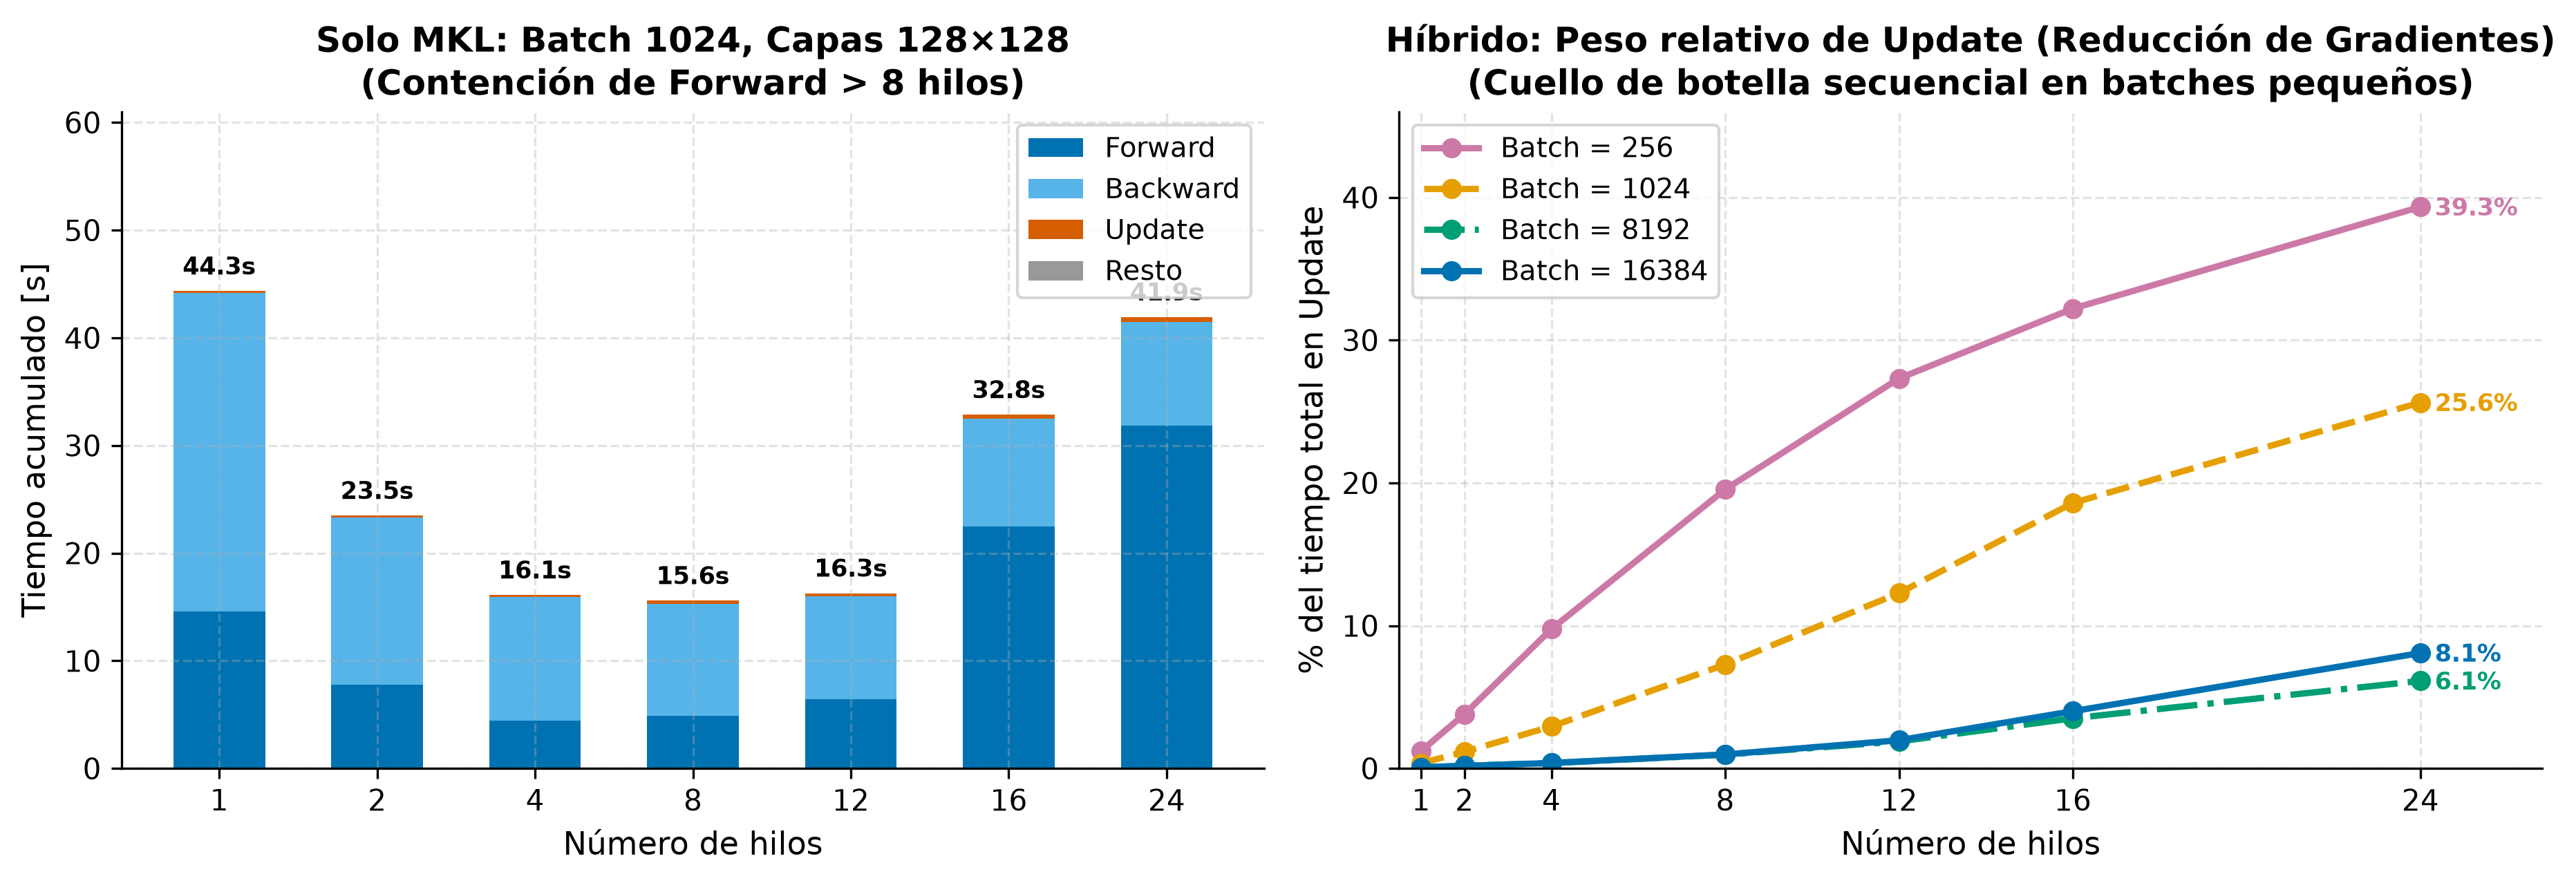 Solo MKL: Batch 1024, Capas 128×128
(Contención de Forward > 8 hilos)
Tiempo acumulado [s]
60
50
40
30
20
10
0
44.3s
23.5s
16.1s
15.6s
16.3s
32.8s
41.9s
Forward
Backward
Update
Resto
1
2
4
8
12
16
24
Número de hilos
Híbrido: Peso relativo de Update (Reducción de Gradientes)
(Cuello de botella secuencial en batches pequeños)
% del tiempo total en Update
40
30
20
10
0
Batch = 256
Batch = 1024
Batch = 8192
Batch = 16384
39.3%
25.6%
8.1%
6.1%
1
2
4
8
12
16
24
Número de hilos